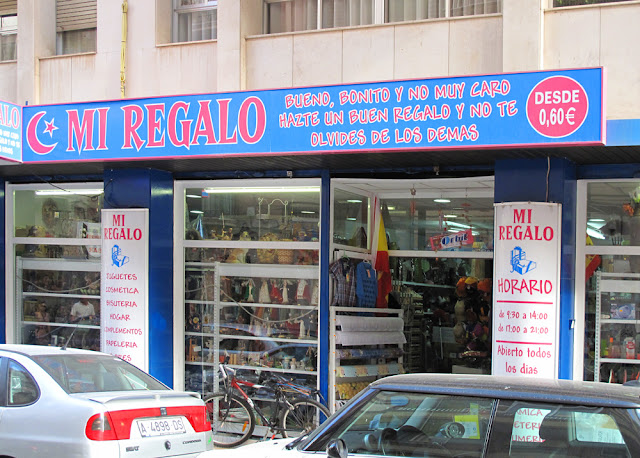 MI REGALO
BUENO, BONITO Y NO MUY CARO
HAZTE UN BUEN REGALO Y NO TE
OLVIDES DE LOS DEMAS
DESDE
0,60€
MI
REGALO
JUGUETES
COSMETICA
BISUTERIA
HOGAR
COMPLEMENTOS
PAPELERIA
MI
REGALO
HORARIO
de 9:30 a 14:00
de 17:00 a 21:00
Abierto todos
los dias
A-4898-DS